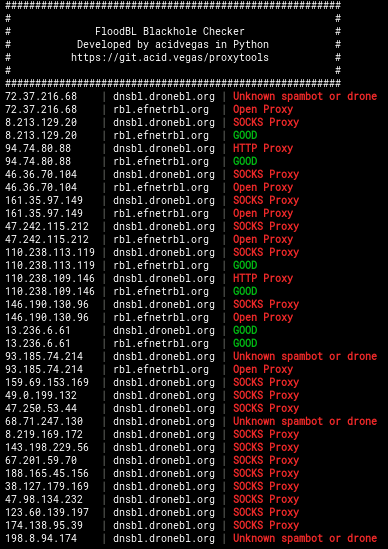 ########################################################
#                                                      #
#              FloodBL Blackhole Checker               #
#           Developed by acidvegas in Python           #
#          https://git.acid.vegas/proxytools           #
#                                                      #
########################################################
72.37.216.68 | dnsbl.dronebl.org | Unknown spambot or drone
72.37.216.68 | rbl.efnetrbl.org | Open Proxy
8.213.129.20 | dnsbl.dronebl.org | SOCKS Proxy
8.213.129.20 | rbl.efnetrbl.org | GOOD
94.74.80.88 | dnsbl.dronebl.org | HTTP Proxy
94.74.80.88 | rbl.efnetrbl.org | GOOD
46.36.70.104 | dnsbl.dronebl.org | SOCKS Proxy
46.36.70.104 | rbl.efnetrbl.org | Open Proxy
161.35.97.149 | dnsbl.dronebl.org | SOCKS Proxy
161.35.97.149 | rbl.efnetrbl.org | Open Proxy
47.242.115.212 | dnsbl.dronebl.org | SOCKS Proxy
47.242.115.212 | rbl.efnetrbl.org | Open Proxy
110.238.113.119 | dnsbl.dronebl.org | SOCKS Proxy
110.238.113.119 | rbl.efnetrbl.org | GOOD
110.238.109.146 | dnsbl.dronebl.org | HTTP Proxy
110.238.109.146 | rbl.efnetrbl.org | GOOD
146.190.130.96 | dnsbl.dronebl.org | SOCKS Proxy
146.190.130.96 | rbl.efnetrbl.org | Open Proxy
13.236.6.61 | dnsbl.dronebl.org | GOOD
13.236.6.61 | rbl.efnetrbl.org | GOOD
93.185.74.214 | dnsbl.dronebl.org | Unknown spambot or drone
93.185.74.214 | rbl.efnetrbl.org | Open Proxy
159.69.153.169 | dnsbl.dronebl.org | SOCKS Proxy
49.0.199.132 | dnsbl.dronebl.org | SOCKS Proxy
47.250.53.44 | dnsbl.dronebl.org | SOCKS Proxy
68.71.247.130 | dnsbl.dronebl.org | Unknown spambot or drone
8.219.169.172 | dnsbl.dronebl.org | SOCKS Proxy
143.198.229.56 | dnsbl.dronebl.org | SOCKS Proxy
67.201.59.70 | dnsbl.dronebl.org | SOCKS Proxy
188.165.45.156 | dnsbl.dronebl.org | SOCKS Proxy
38.127.179.169 | dnsbl.dronebl.org | SOCKS Proxy
47.98.134.232 | dnsbl.dronebl.org | SOCKS Proxy
123.60.139.197 | dnsbl.dronebl.org | SOCKS Proxy
174.138.95.39 | dnsbl.dronebl.org | SOCKS Proxy
198.8.94.174 | dnsbl.dronebl.org | Unknown spambot or drone